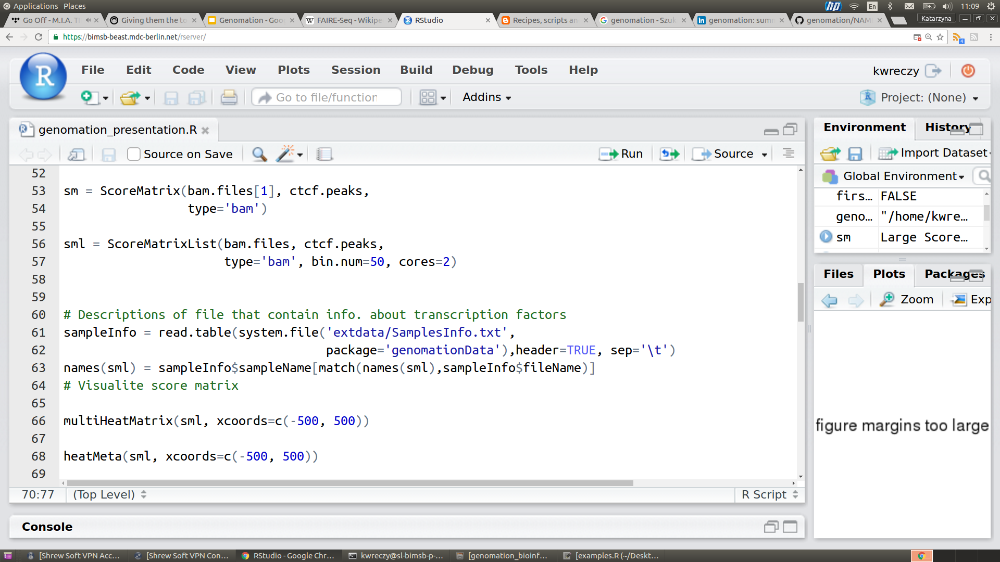 Applications Places
En 11:09
Go Off - M.I.A. Giving them the to Genomation - Goo FAIRE-Seq - Wikipe RStudio Recipes, scripts an genomation - Szuk genomation: sum genomation/NAM Katarzyna
https://bimsb-beast.mdc-berlin.net/rserver/
File Edit Code View Plots Session Build Debug Tools Help
kwreczy
Go to file/function Addins Project: (None)
genomation_presentation.R
Source on Save Run Source
52
53 sm = ScoreMatrix(bam.files[1], ctcf.peaks,
54 type='bam')
55
56 sml = ScoreMatrixList(bam.files, ctcf.peaks,
57 type='bam', bin.num=50, cores=2)
58
59
60 # Descriptions of file that contain info. about transcription factors
61 sampleInfo = read.table(system.file('extdata/SamplesInfo.txt',
62 package='genomationData'),header=TRUE, sep='\t')
63 names(sml) = sampleInfo$sampleName[match(names(sml),sampleInfo$fileName)]
64 # Visualite score matrix
65
66 multiHeatMatrix(sml, xcoords=c(-500, 500))
67
68 heatMeta(sml, xcoords=c(-500, 500))
69
70:77 (Top Level) R Script
Console
Environment History
Import Dataset
Global Environment
firs… FALSE
geno… "/home/kwre…
sm Large Score…
Files Plots Packages
Zoom Exp
figure margins too large
[Shrew Soft VPN Acc... [Shrew Soft VPN Con... RStudio - Google Chr... kwreczy@sl-bimsb-p-... [genomation_bioinf... [examples.R (~/Deskt...